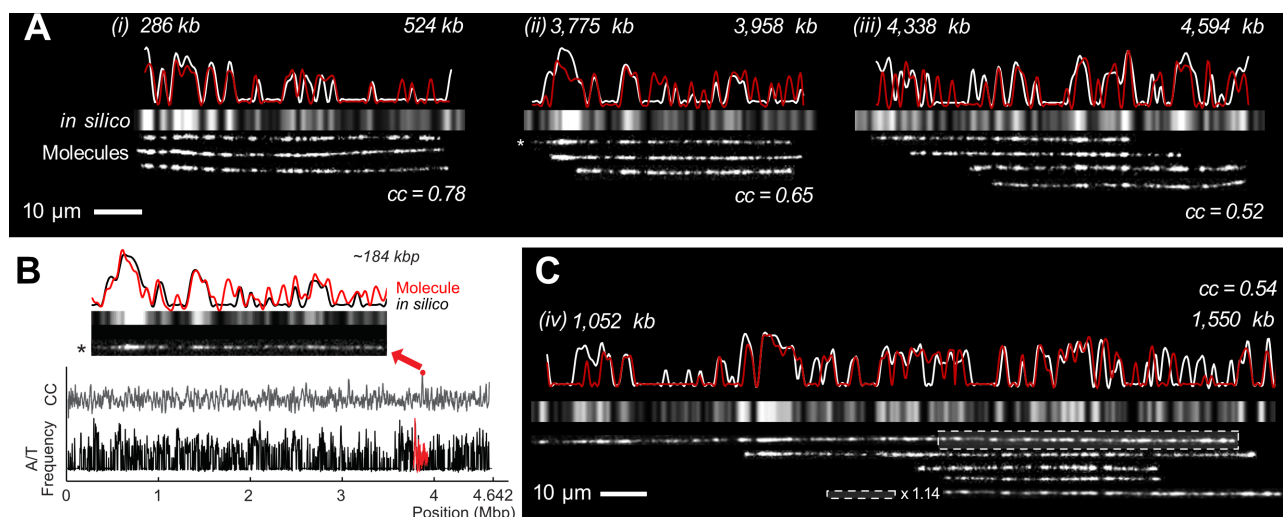 A
(i) 286 kb 524 kb
(ii) 3,775 kb 3,958 kb
(iii) 4,338 kb 4,594 kb
in silico
*
Molecules
cc = 0.78
cc = 0.65
cc = 0.52
10 µm
B
~184 kbp
Molecule
in silico
*
CC
A/T
Frequency
0 1 2 3 4 4.642
Position (Mbp)
C
cc = 0.54
(iv) 1,052 kb 1,550 kb
10 µm
x 1.14